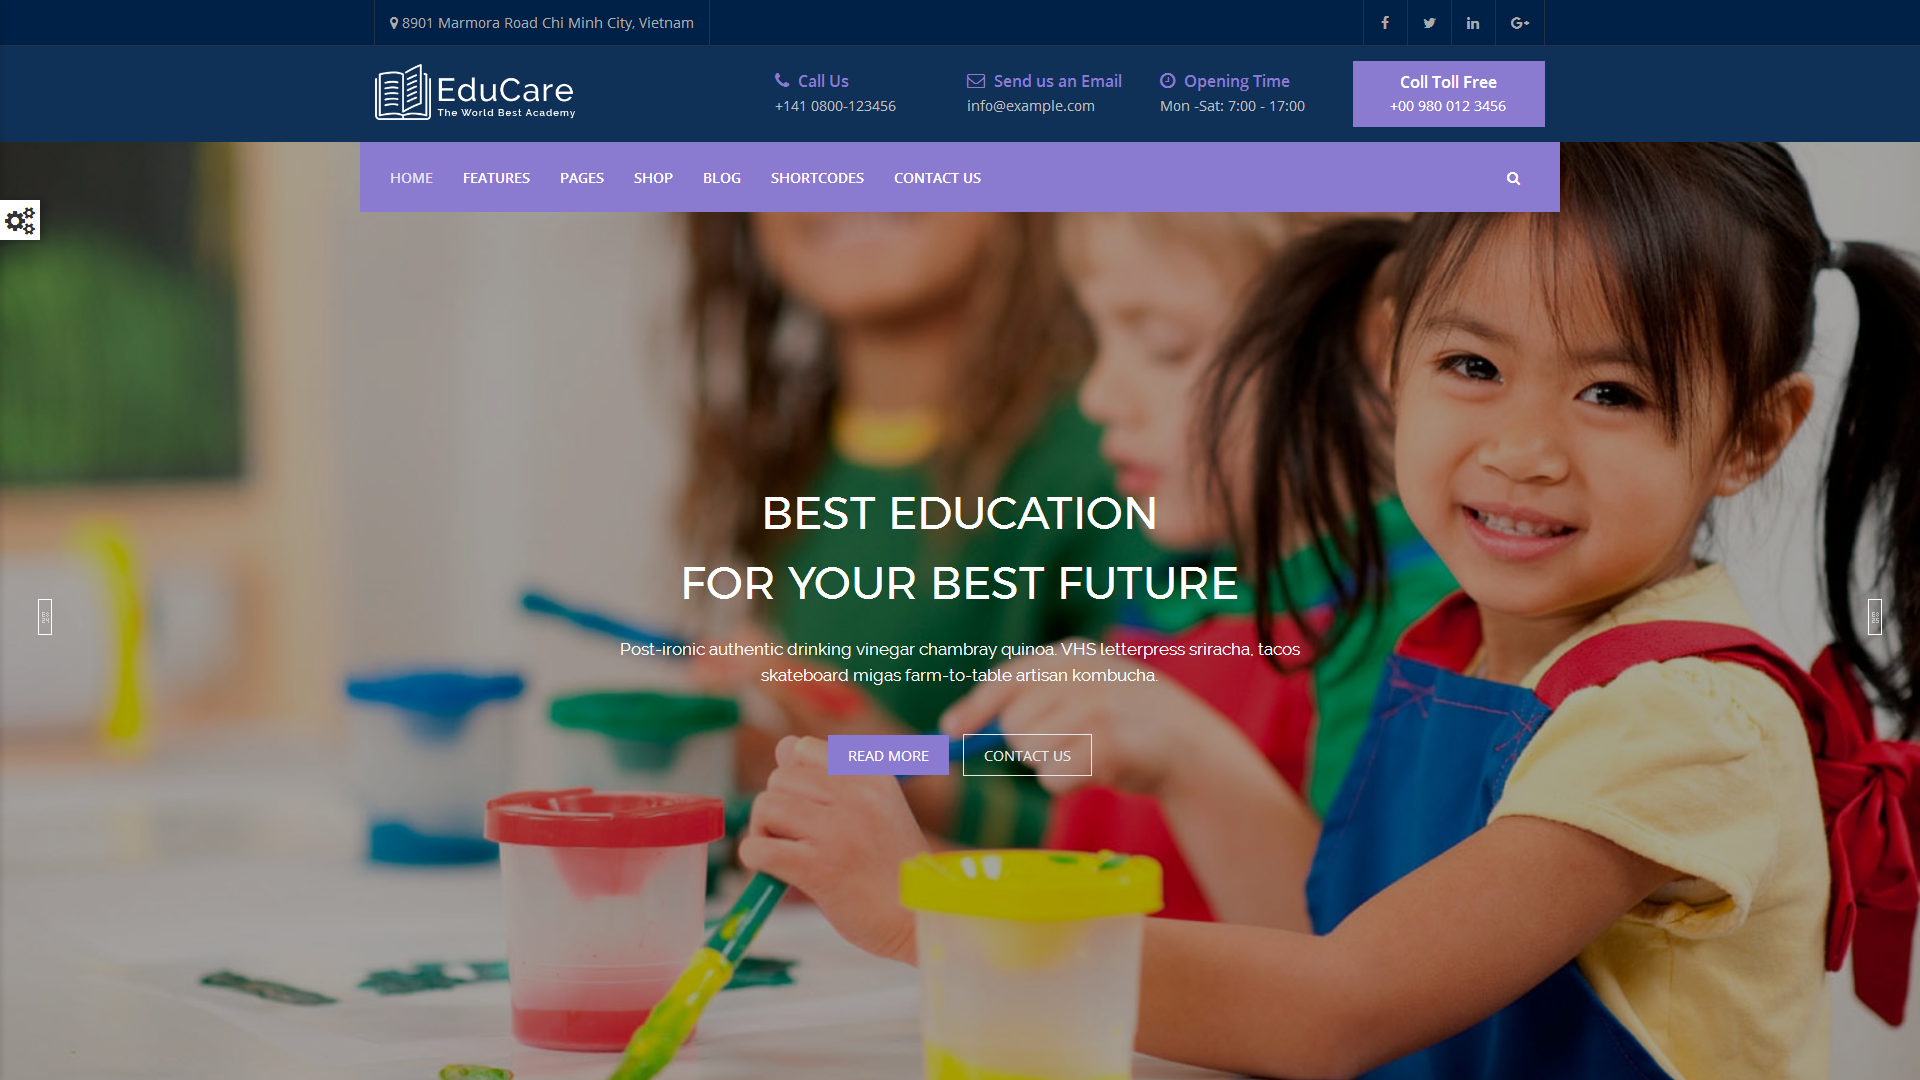 8901 Marmora Road Chi Minh City, Vietnam
EduCare
The World Best Academy
Call Us
+141 0800-123456
Send us an Email
info@example.com
Opening Time
Mon -Sat: 7:00 - 17:00
Coll Toll Free
+00 980 012 3456
HOME FEATURES PAGES SHOP BLOG SHORTCODES CONTACT US
BEST EDUCATION
FOR YOUR BEST FUTURE
Post-ironic authentic drinking vinegar chambray quinoa. VHS letterpress sriracha, tacos
skateboard migas farm-to-table artisan kombucha.
READ MORE CONTACT US